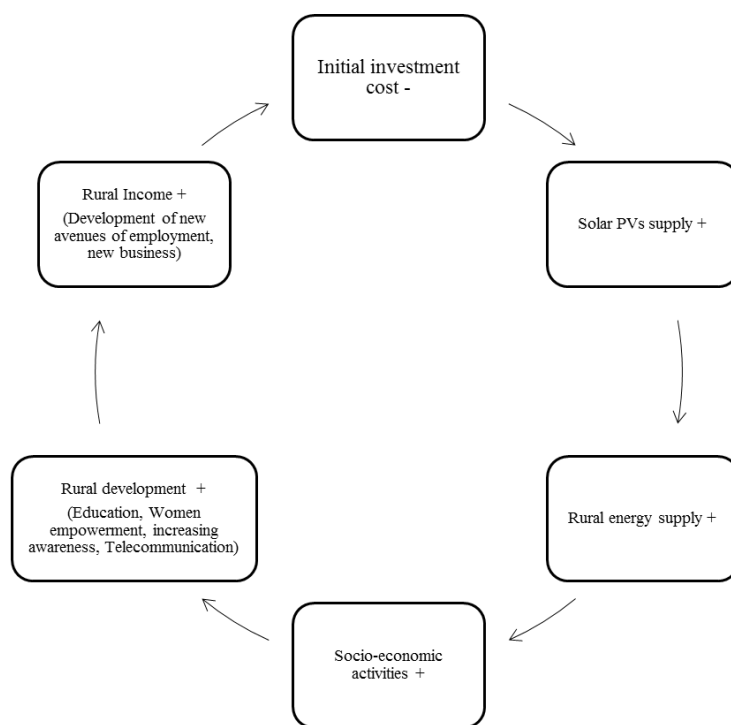 Initial investment
cost -
Solar PVs supply +
Rural energy supply +
Socio-economic
activities +
Rural development +
(Education, Women
empowerment, increasing
awareness, Telecommunication)
Rural Income +
(Development of new
avenues of employment,
new business)